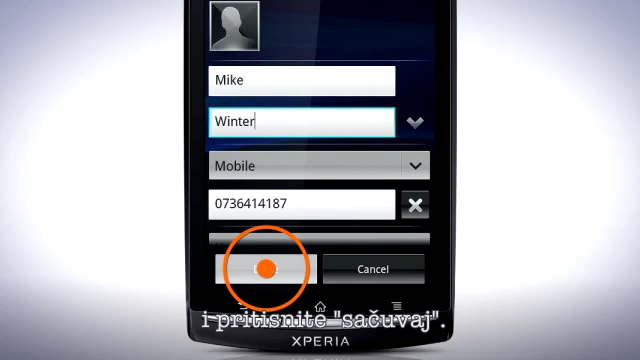 Mike
Winter
Mobile
0736414187
Cancel
i pritisnite "sačuvaj".
XPERIA